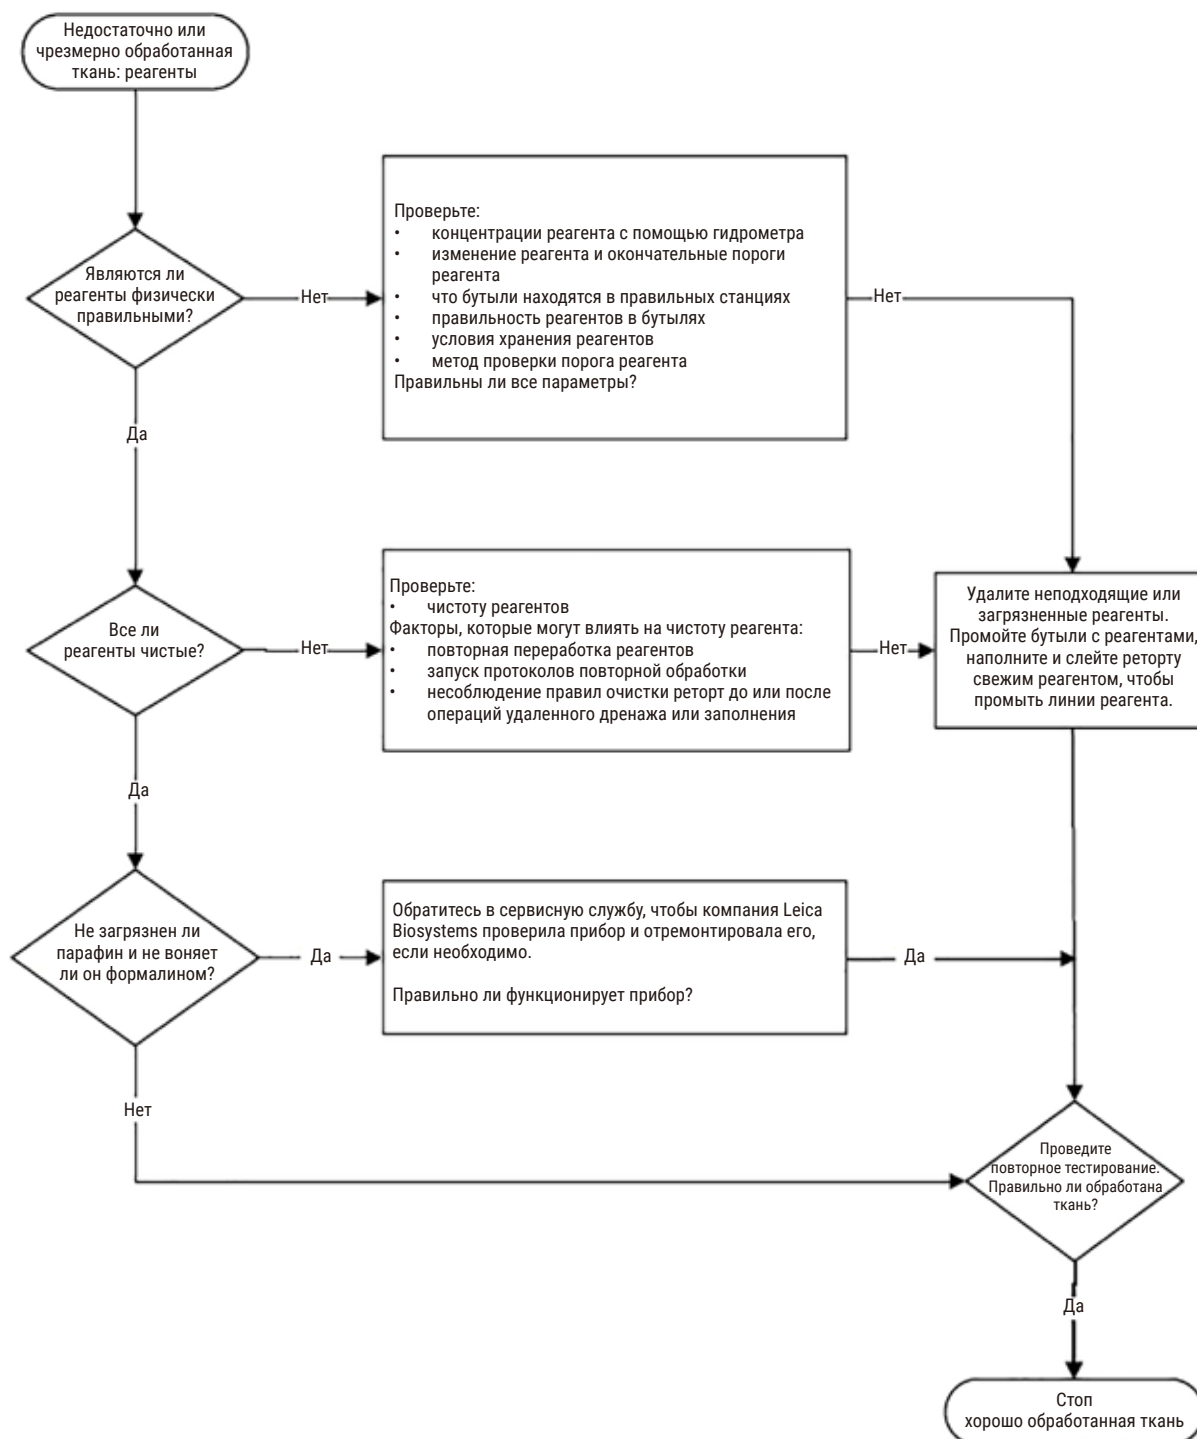 Недостаточно или
чрезмерно обработанная
ткань: реагенты
Проверьте:
• концентрации реагента с помощью гидрометра
• изменение реагента и окончательные пороги
реагента
• что бутыли находятся в правильных станциях
• правильность реагентов в бутылях
• условия хранения реагентов
• метод проверки порога реагента
Правильны ли все параметры?
Являются ли
реагенты физически
правильными?
Нет
Нет
Да
Проверьте:
• чистоту реагентов
Факторы, которые могут влиять на чистоту реагента:
• повторная переработка реагентов
• запуск протоколов повторной обработки
• несоблюдение правил очистки реторт до или после
операций удаленного дренажа или заполнения
Все ли
реагенты чистые?
Нет
Нет
Удалите неподходящие или
загрязненные реагенты.
Промойте бутыли с реагентами,
наполните и слейте реторту
свежим реагентом, чтобы
промыть линии реагента.
Да
Не загрязнен ли
парафин и не воняет
ли он формалином?
Да
Обратитесь в сервисную службу, чтобы компания Leica
Biosystems проверила прибор и отремонтировала его,
если необходимо.
Правильно ли функционирует прибор?
Да
Нет
Проведите
повторное тестирование.
Правильно ли обработана
ткань?
Да
Стоп
хорошо обработанная ткань